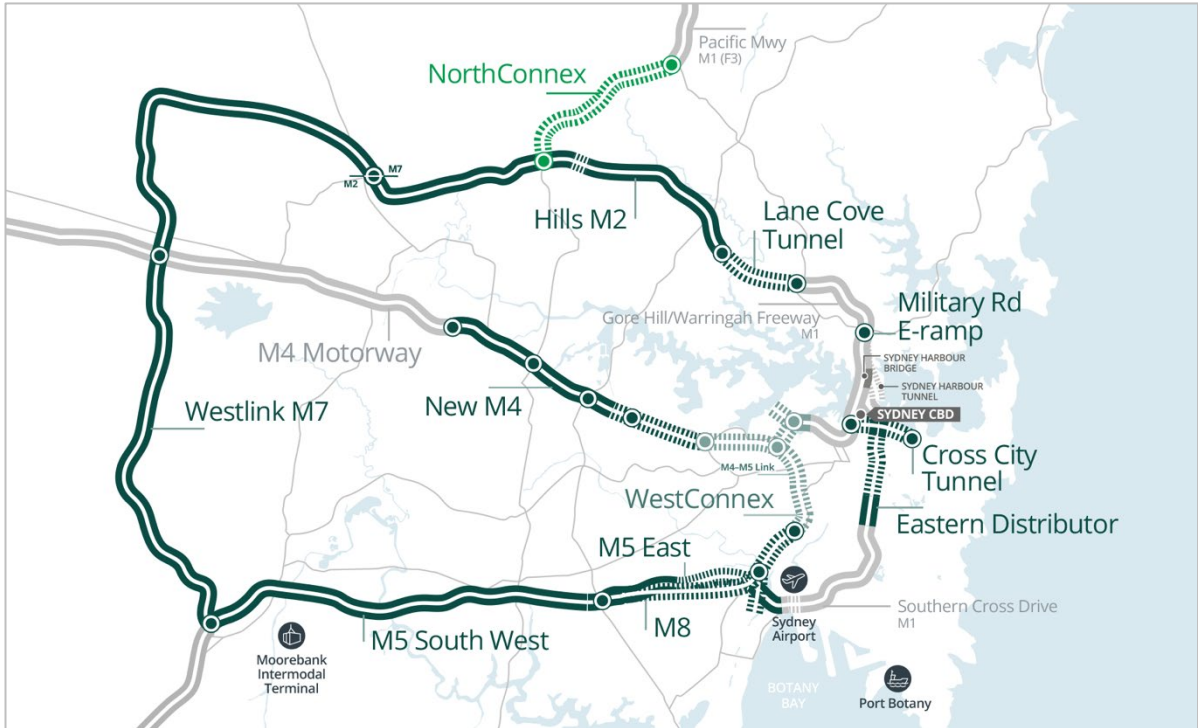 Pacific Mwy
M1 (F3)
NorthConnex
M7
M2
Hills M2
Lane Cove
Tunnel
Gore Hill/Warringah Freeway
M1
Military Rd
E-ramp
M4 Motorway
SYDNEY HARBOUR
BRIDGE
SYDNEY HARBOUR
TUNNEL
Westlink M7
New M4
SYDNEY CBD
Cross City
Tunnel
M4–M5 Link
WestConnex
Eastern Distributor
M5 East
Southern Cross Drive
M1
M5 South West
M8
Sydney
Airport
Moorebank
Intermodal
Terminal
BOTANY
BAY
Port Botany